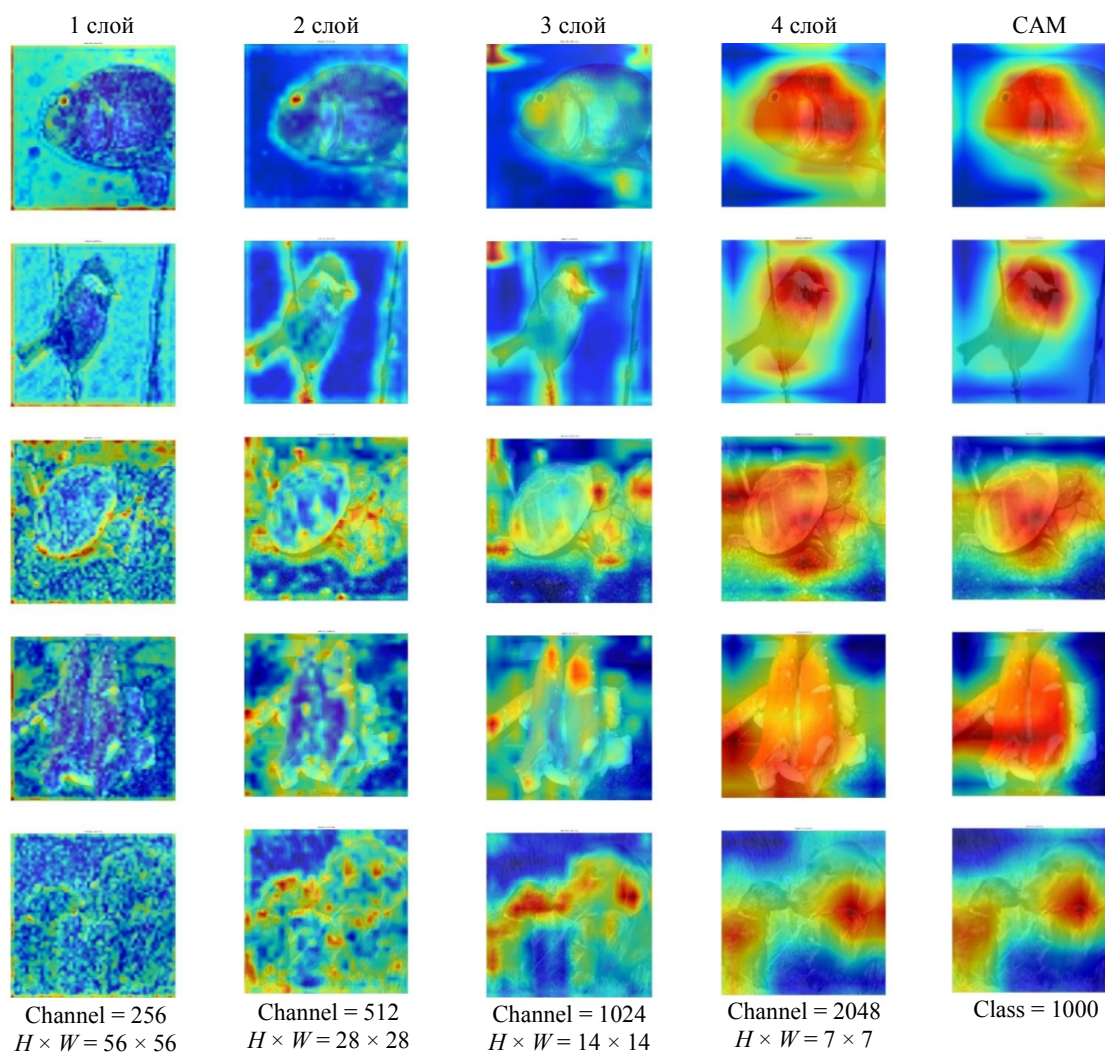 1 слой
2 слой
3 слой
4 слой
CAM
Channel = 256
H × W = 56 × 56
Channel = 512
H × W = 28 × 28
Channel = 1024
H × W = 14 × 14
Channel = 2048
H × W = 7 × 7
Class = 1000